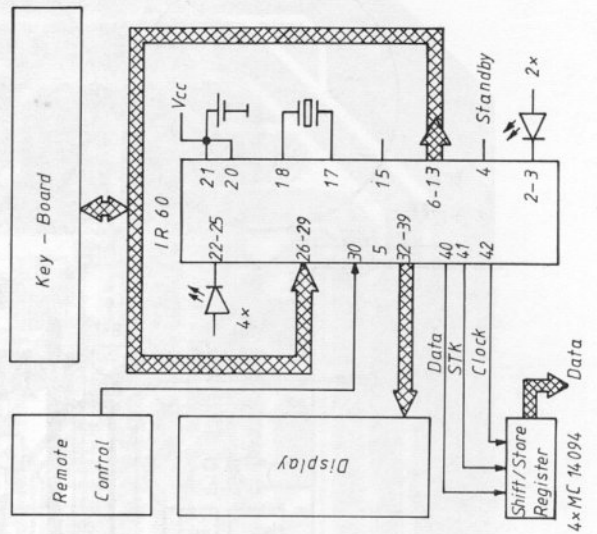 Key - Board
Remote
Control
Display
IR 60
Vcc
21
20
18
17
15
6-13
4
Standby
2-3
2x
22-25
4x
26-29
30
5
32-39
40
41
42
Data
STK
Clock
Shift/Store
Register
Data
4xMC 14094